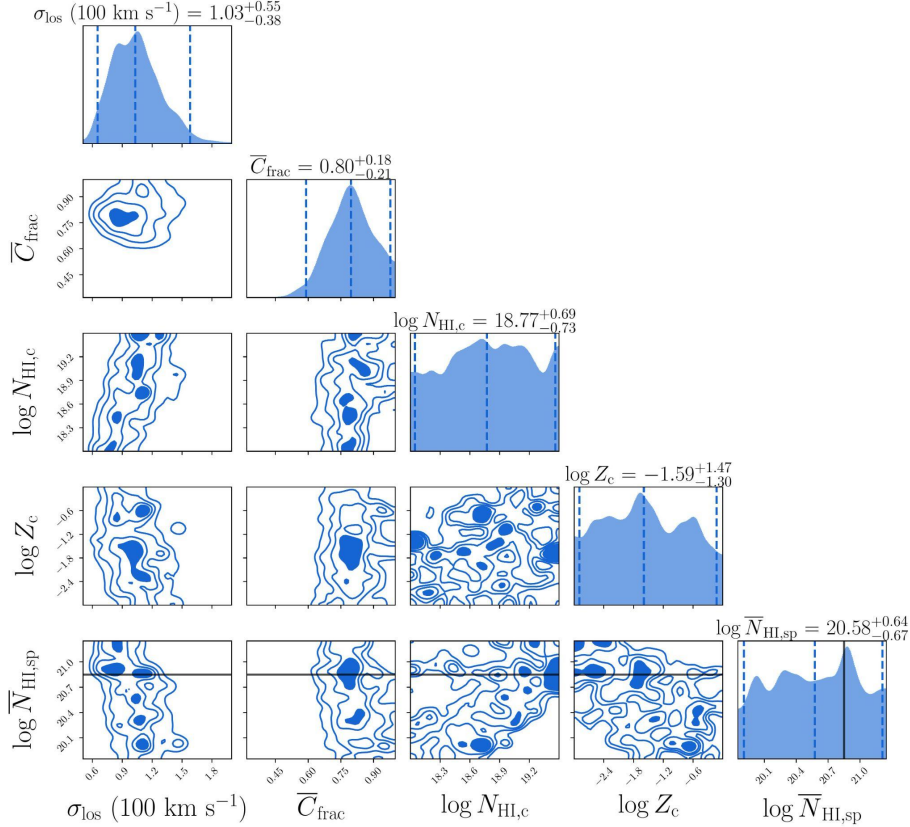 σ_los (100 km s⁻¹) = 1.03^{+0.55}_{−0.38}
C̅_frac = 0.80^{+0.18}_{−0.21}
C̅_frac
0.90
0.75
0.60
0.45
log N_HI,c = 18.77^{+0.69}_{−0.73}
log N_HI,c
19.2
18.9
18.6
18.3
log Z_c = −1.59^{+1.47}_{−1.30}
log Z_c
−0.6
−1.2
−1.8
−2.4
log N̅_HI,sp = 20.58^{+0.64}_{−0.67}
log N̅_HI,sp
21.0
20.7
20.4
20.1
0.6 0.9 1.2 1.5 1.8
0.45 0.60 0.75 0.90
18.3 18.6 18.9 19.2
−2.4 −1.8 −1.2 −0.6
20.1 20.4 20.7 21.0
σ_los (100 km s⁻¹)
C̅_frac
log N_HI,c
log Z_c
log N̅_HI,sp